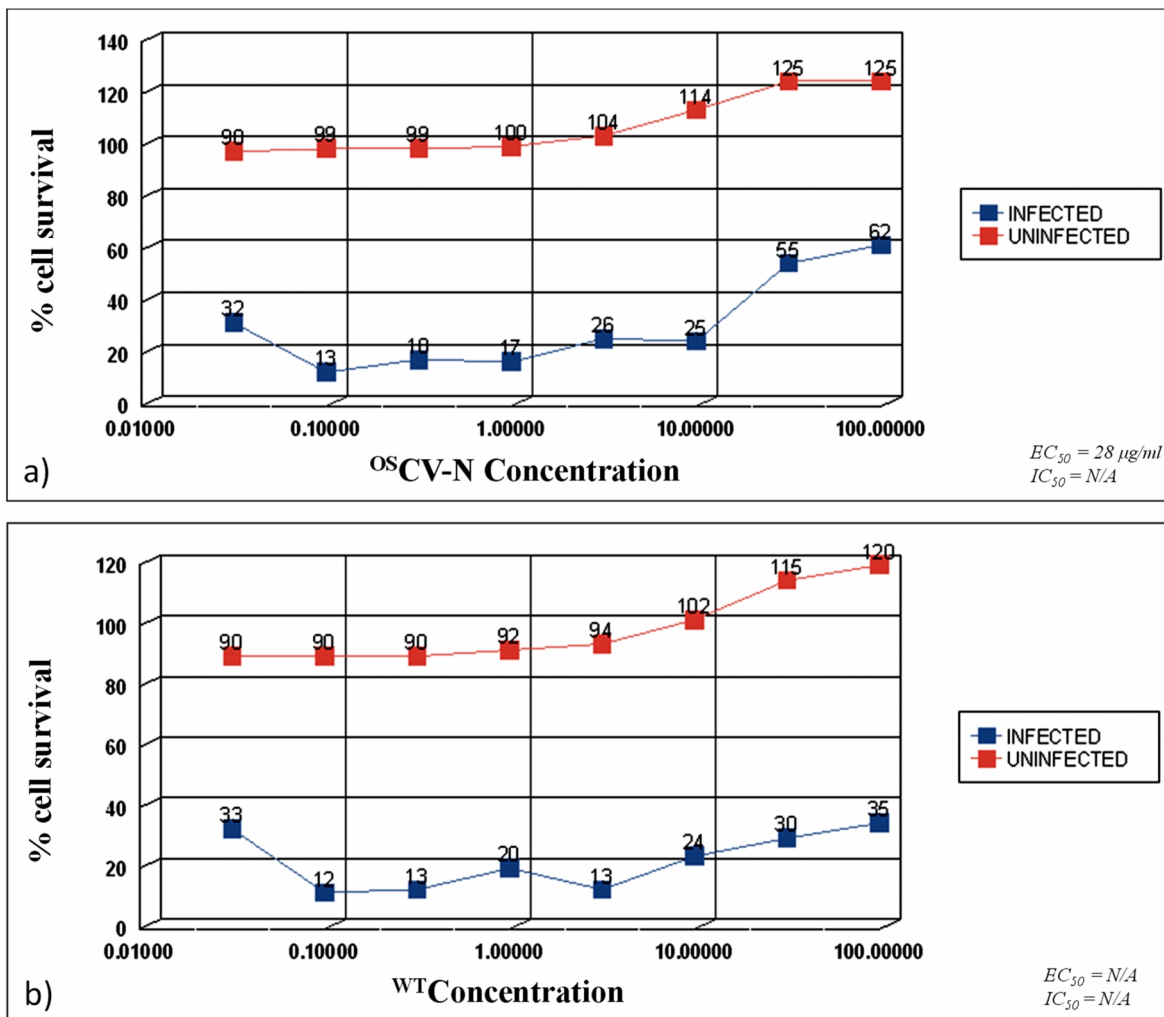 140
120
100
80
60
40
20
0
% cell survival
99 99 100 104 114 125 125
32 13 17 26 25 55 62
0.01000 0.10000 1.00000 10.00000 100.00000
INFECTED
UNINFECTED
OSCV-N Concentration
EC50 = 28 µg/ml
IC50 = N/A
a)
120
100
80
60
40
20
0
% cell survival
90 90 90 92 94 102 115 120
33 12 13 20 13 24 30 35
0.01000 0.10000 1.00000 10.00000 100.00000
INFECTED
UNINFECTED
WTConcentration
EC50 = N/A
IC50 = N/A
b)